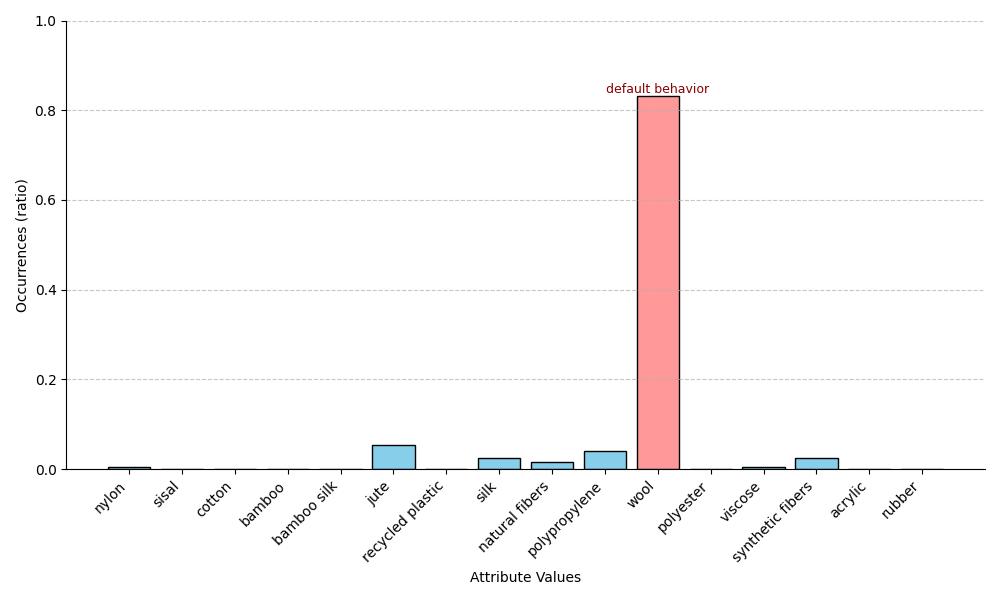 1.0
0.8
0.6
0.4
0.2
0.0
Occurrences (ratio)
default behavior
nylon
sisal
cotton
bamboo
bamboo silk
jute
recycled plastic
silk
natural fibers
polypropylene
wool
polyester
viscose
synthetic fibers
acrylic
rubber
Attribute Values